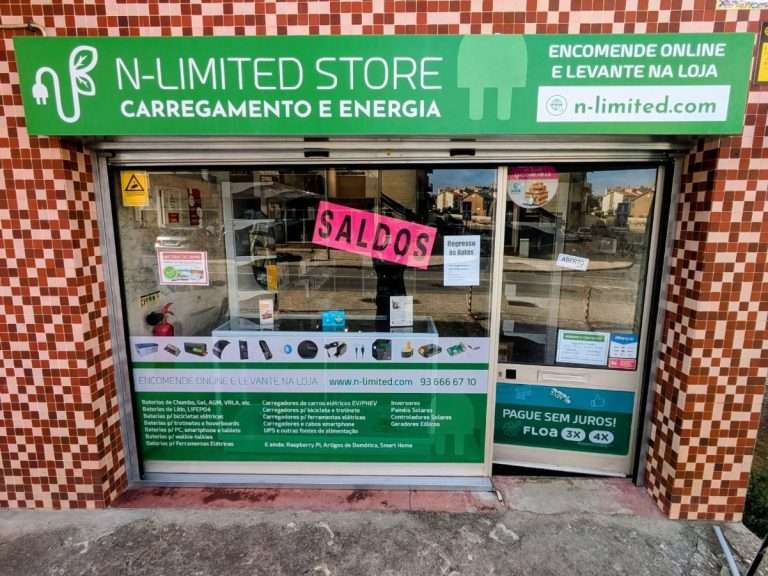 N-LIMITED STORE
CARREGAMENTO E ENERGIA
ENCOMENDE ONLINE
E LEVANTE NA LOJA
n-limited.com
SALDOS
Regresso
às Aulas
ABERTO
ENCOMENDE ONLINE E LEVANTE NA LOJA www.n-limited.com 93 666 67 10
Baterias de Chumbo, Gel, AGM, VRLA, etc
Baterias de Lítio, LIFEPO4
Baterias p/ bicicletas elétricas
Baterias p/ trotinetes e hoverboards
Baterias p/ PC, smartphone e tablets
Baterias p/ walkie-talkies
Baterias p/ Ferramentas Elétricas
Carregadores de carros elétricos EV/PHEV
Carregadores p/ bicicleta e trotinete
Carregadores p/ ferramentas elétricas
Carregadores e cabos smartphone
UPS e outras fontes de alimentação
Inversores
Painéis Solares
Controladores Solares
Geradores Eólicos
E ainda: Raspberry Pi, Artigos de Domótica, Smart Home
PAGUE SEM JUROS!
FLOA 3X 4X